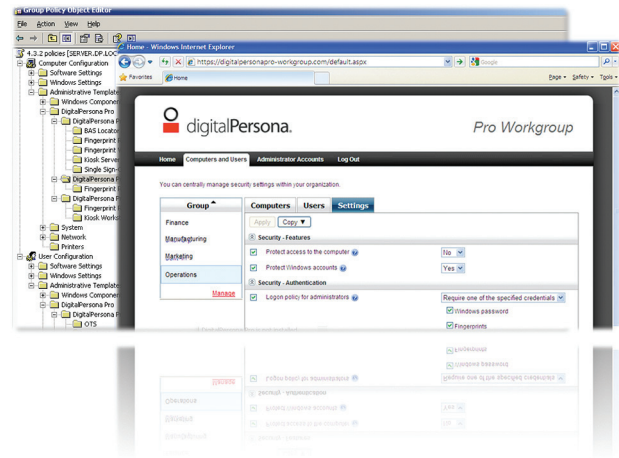 Group Policy Object Editor
File Action View Help
4.3.2 policies [SERVER.DP.LOC
Computer Configuration
Software Settings
Windows Settings
Administrative Template
Windows Componen
DigitalPersona Pro
DigitalPersona P
BAS Locator
Fingerprint
Fingerprint
Kiosk Serve
Single Sign-
DigitalPersona P
Fingerprint
DigitalPersona P
Fingerprint
Kiosk Works
System
Network
Printers
User Configuration
Software Settings
Windows Settings
Administrative Template
Windows Componen
DigitalPersona Pro
DigitalPersona P
OTS
Home - Windows Internet Explorer
https://digitalpersonapro-workgroup.com/default.aspx
Google
Favorites Home Page Safety Tools
digitalPersona. Pro Workgroup
Home Computers and Users Administrator Accounts Log Out
You can centrally manage security settings within your organization.
Group Computers Users Settings
Finance Apply Copy
Manufacturing Security - Features
Marketing Protect access to the computer No
Operations Protect Windows accounts Yes
Security - Authentication
Manage Logon policy for administrators Require one of the specified credentials
Windows password
Fingerprints